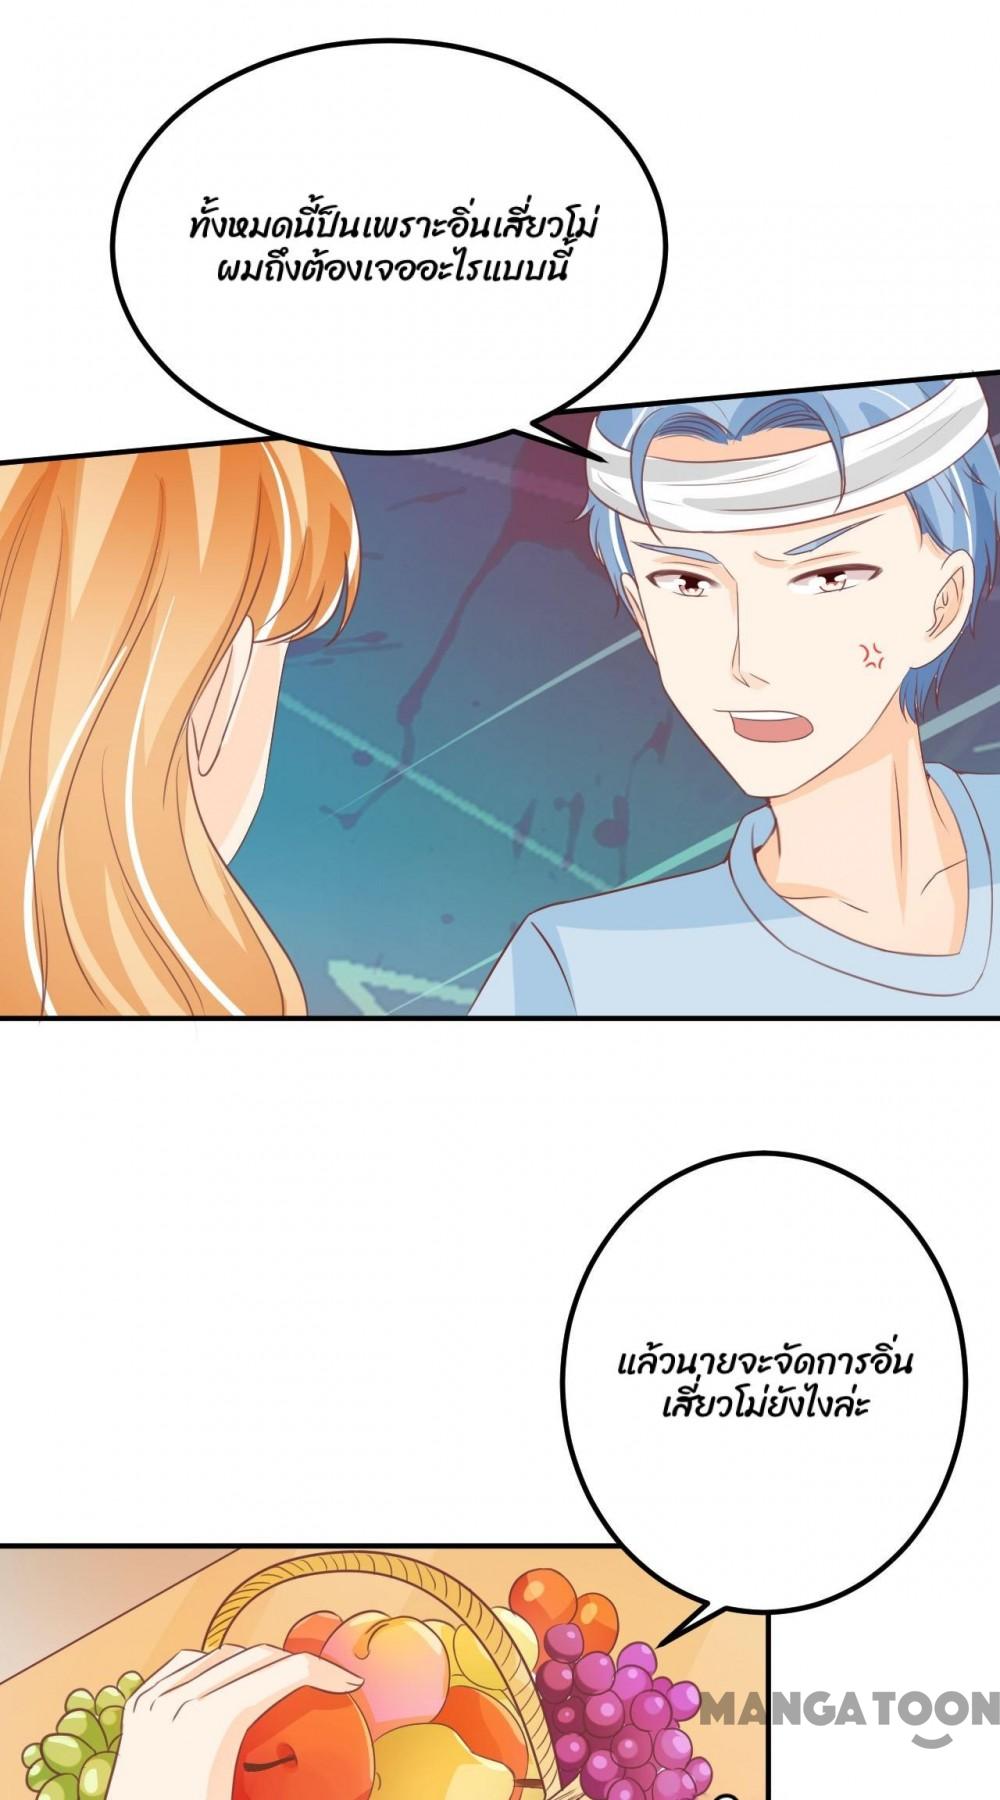 ทั้งหมดนี้ป็นเพราะอิ่นเสี่ยวโม่
ผมถึงต้องเจออะไรแบบนี้
แล้วนายจะจัดการอิ่น
เสี่ยวโม่ยังไงล่ะ
MANGATOON